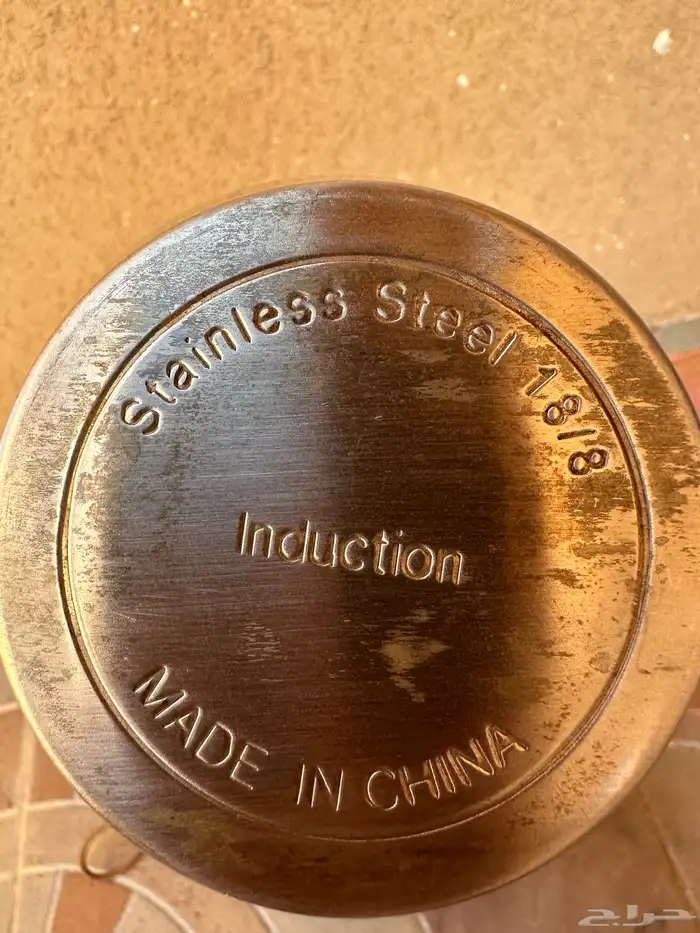 Stainless Steel 18/8
Induction
MADE IN CHINA
حراج